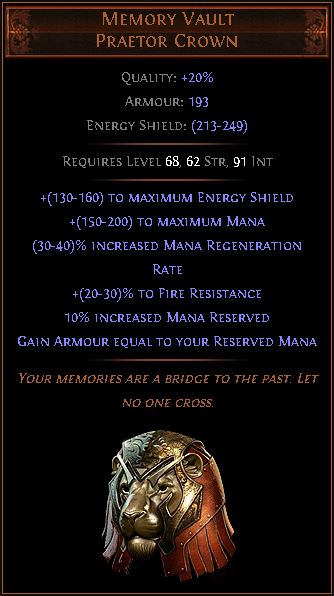 Memory Vault
Praetor Crown
Quality: +20%
Armour: 193
Energy Shield: (213-249)
Requires Level 68, 62 Str, 91 Int
+(130-160) to maximum Energy Shield
+(150-200) to maximum Mana
(30-40)% increased Mana Regeneration
Rate
+(20-30)% to Fire Resistance
10% increased Mana Reserved
Gain Armour equal to your Reserved Mana
Your memories are a bridge to the past. Let
no one cross.